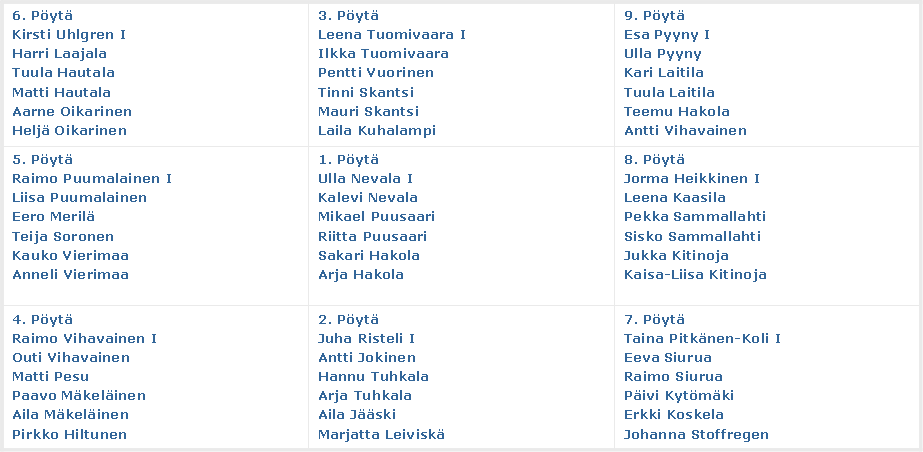 6. Pöytä
Kirsti Uhlgren I
Harri Laajala
Tuula Hautala
Matti Hautala
Aarne Oikarinen
Heljä Oikarinen
3. Pöytä
Leena Tuomivaara I
Ilkka Tuomivaara
Pentti Vuorinen
Tinni Skantsi
Mauri Skantsi
Laila Kuhalampi
9. Pöytä
Esa Pyyny I
Ulla Pyyny
Kari Laitila
Tuula Laitila
Teemu Hakola
Antti Vihavainen
5. Pöytä
Raimo Puumalainen I
Liisa Puumalainen
Eero Merilä
Teija Soronen
Kauko Vierimaa
Anneli Vierimaa
1. Pöytä
Ulla Nevala I
Kalevi Nevala
Mikael Puusaari
Riitta Puusaari
Sakari Hakola
Arja Hakola
8. Pöytä
Jorma Heikkinen I
Leena Kaasila
Pekka Sammallahti
Sisko Sammallahti
Jukka Kitinoja
Kaisa-Liisa Kitinoja
4. Pöytä
Raimo Vihavainen I
Outi Vihavainen
Matti Pesu
Paavo Mäkeläinen
Aila Mäkeläinen
Pirkko Hiltunen
2. Pöytä
Juha Risteli I
Antti Jokinen
Hannu Tuhkala
Arja Tuhkala
Aila Jääski
Marjatta Leiviskä
7. Pöytä
Taina Pitkänen-Koli I
Eeva Siurua
Raimo Siurua
Päivi Kytömäki
Erkki Koskela
Johanna Stoffregen